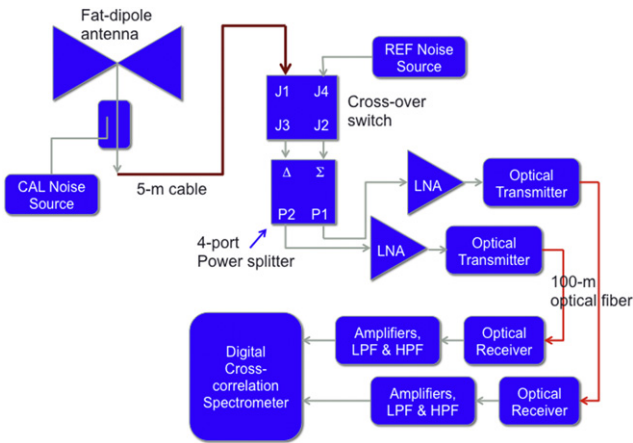 Fat-dipole
antenna
REF Noise
Source
J1 J4
J3 J2
Cross-over
switch
CAL Noise
Source
5-m cable
Δ Σ
P2 P1
4-port
Power splitter
LNA
Optical
Transmitter
LNA
Optical
Transmitter
100-m
optical fiber
Digital
Cross-
correlation
Spectrometer
Amplifiers,
LPF & HPF
Optical
Receiver
Amplifiers,
LPF & HPF
Optical
Receiver